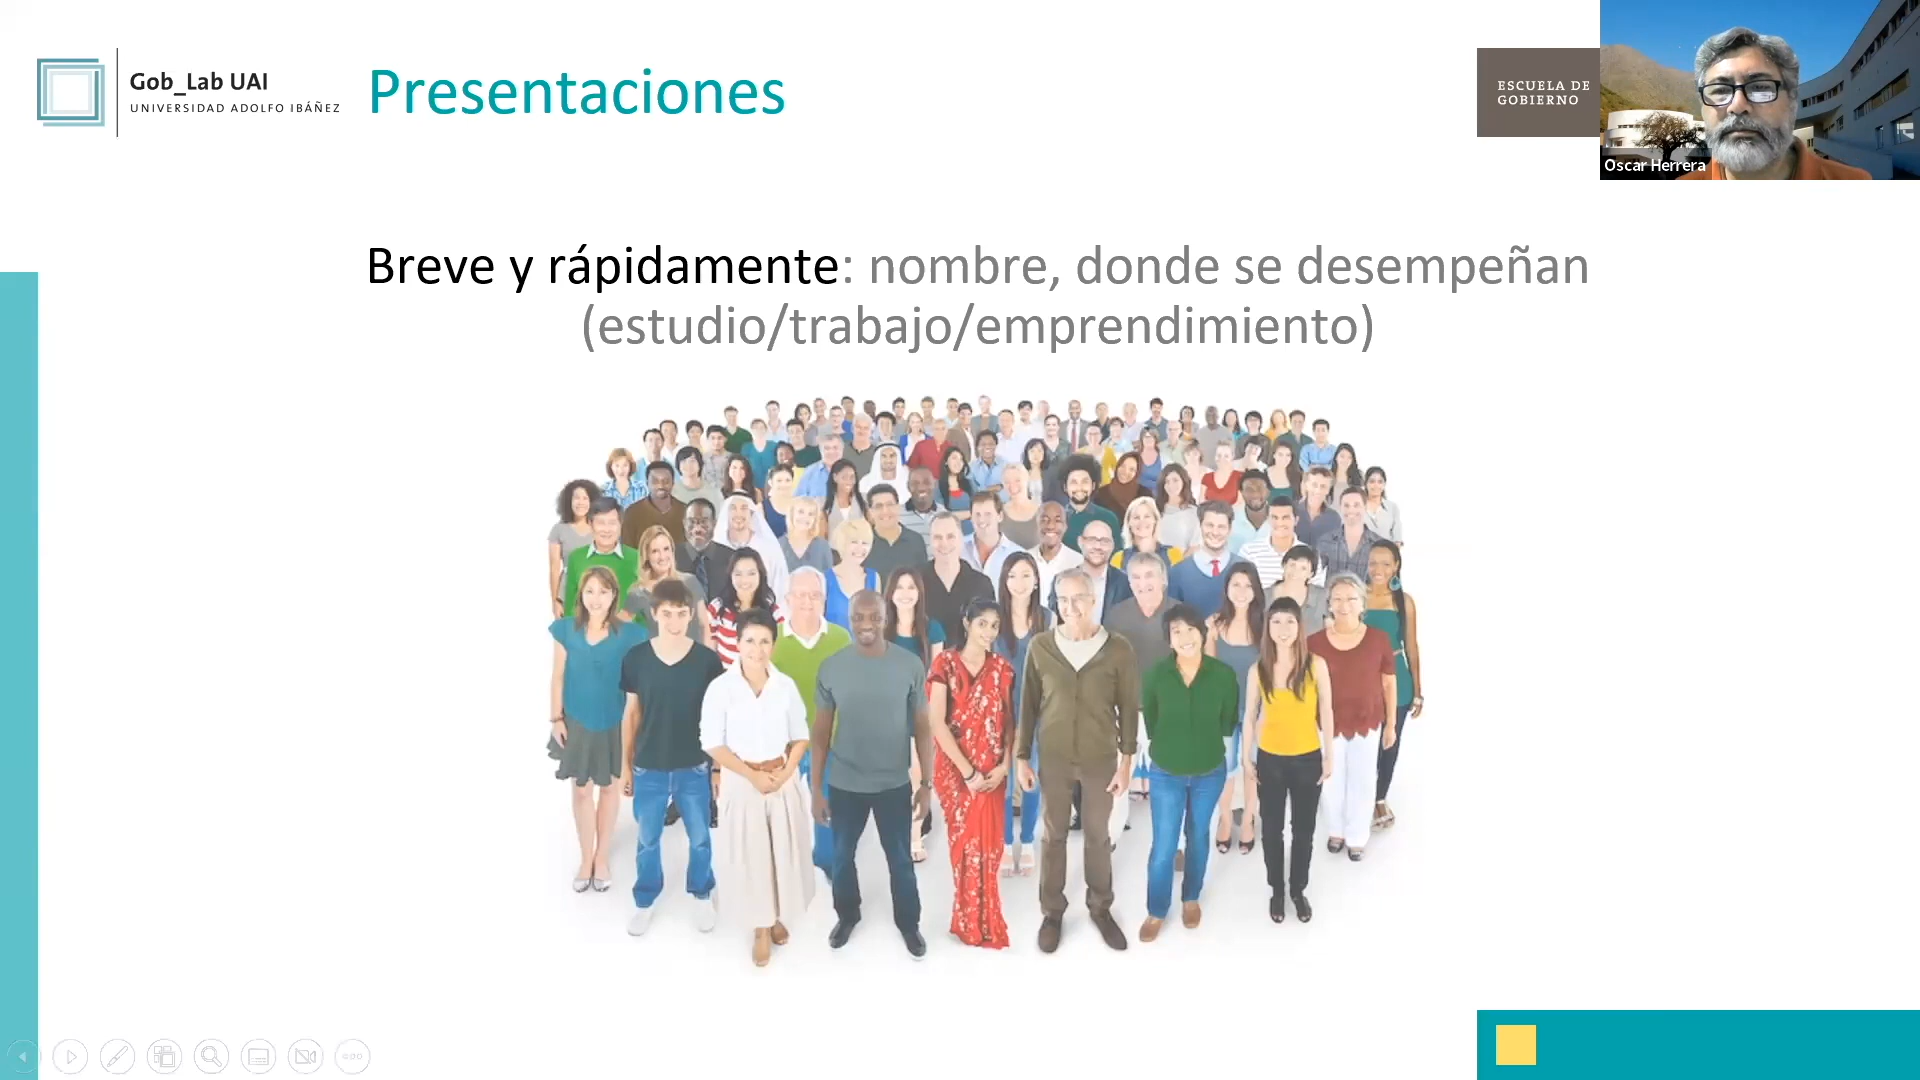 Gob_Lab UAI
UNIVERSIDAD ADOLFO IBÁÑEZ
Presentaciones
ESCUELA DE
GOBIERNO
Oscar Herrera
Breve y rápidamente: nombre, donde se desempeñan
(estudio/trabajo/emprendimiento)